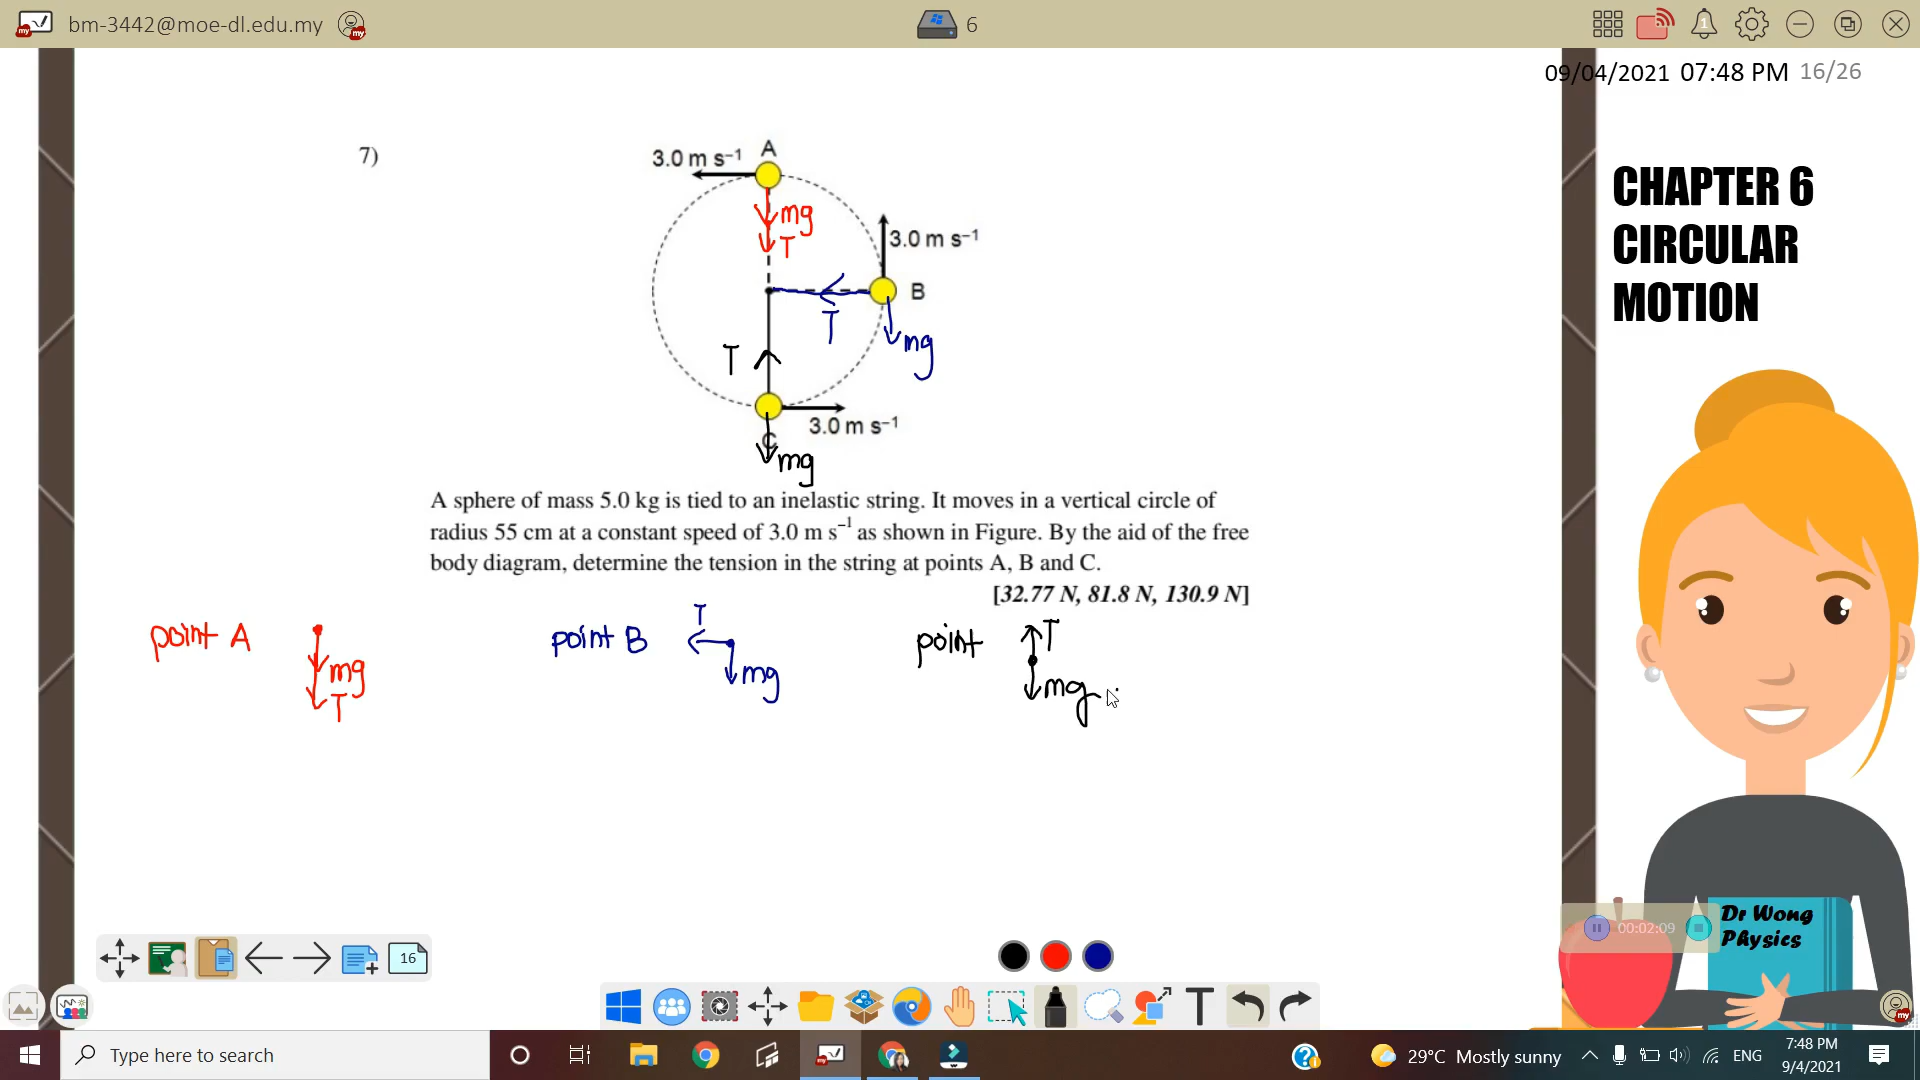 bm-3442@moe-dl.edu.my
6
1
09/04/2021 07:48 PM 16/26
CHAPTER 6
CIRCULAR
MOTION
7)
A
3.0 m s⁻¹
mg
T
3.0 m s⁻¹
B
T
mg
T
3.0 m s⁻¹
C
mg
A sphere of mass 5.0 kg is tied to an inelastic string. It moves in a vertical circle of
radius 55 cm at a constant speed of 3.0 m s⁻¹ as shown in Figure. By the aid of the free
body diagram, determine the tension in the string at points A, B and C.
[32.77 N, 81.8 N, 130.9 N]
point A
mg
T
point B
T
mg
point
T
mg
Dr Wong
Physics
00:02:09
16
T
Type here to search
29°C Mostly sunny
ENG
7:48 PM
9/4/2021